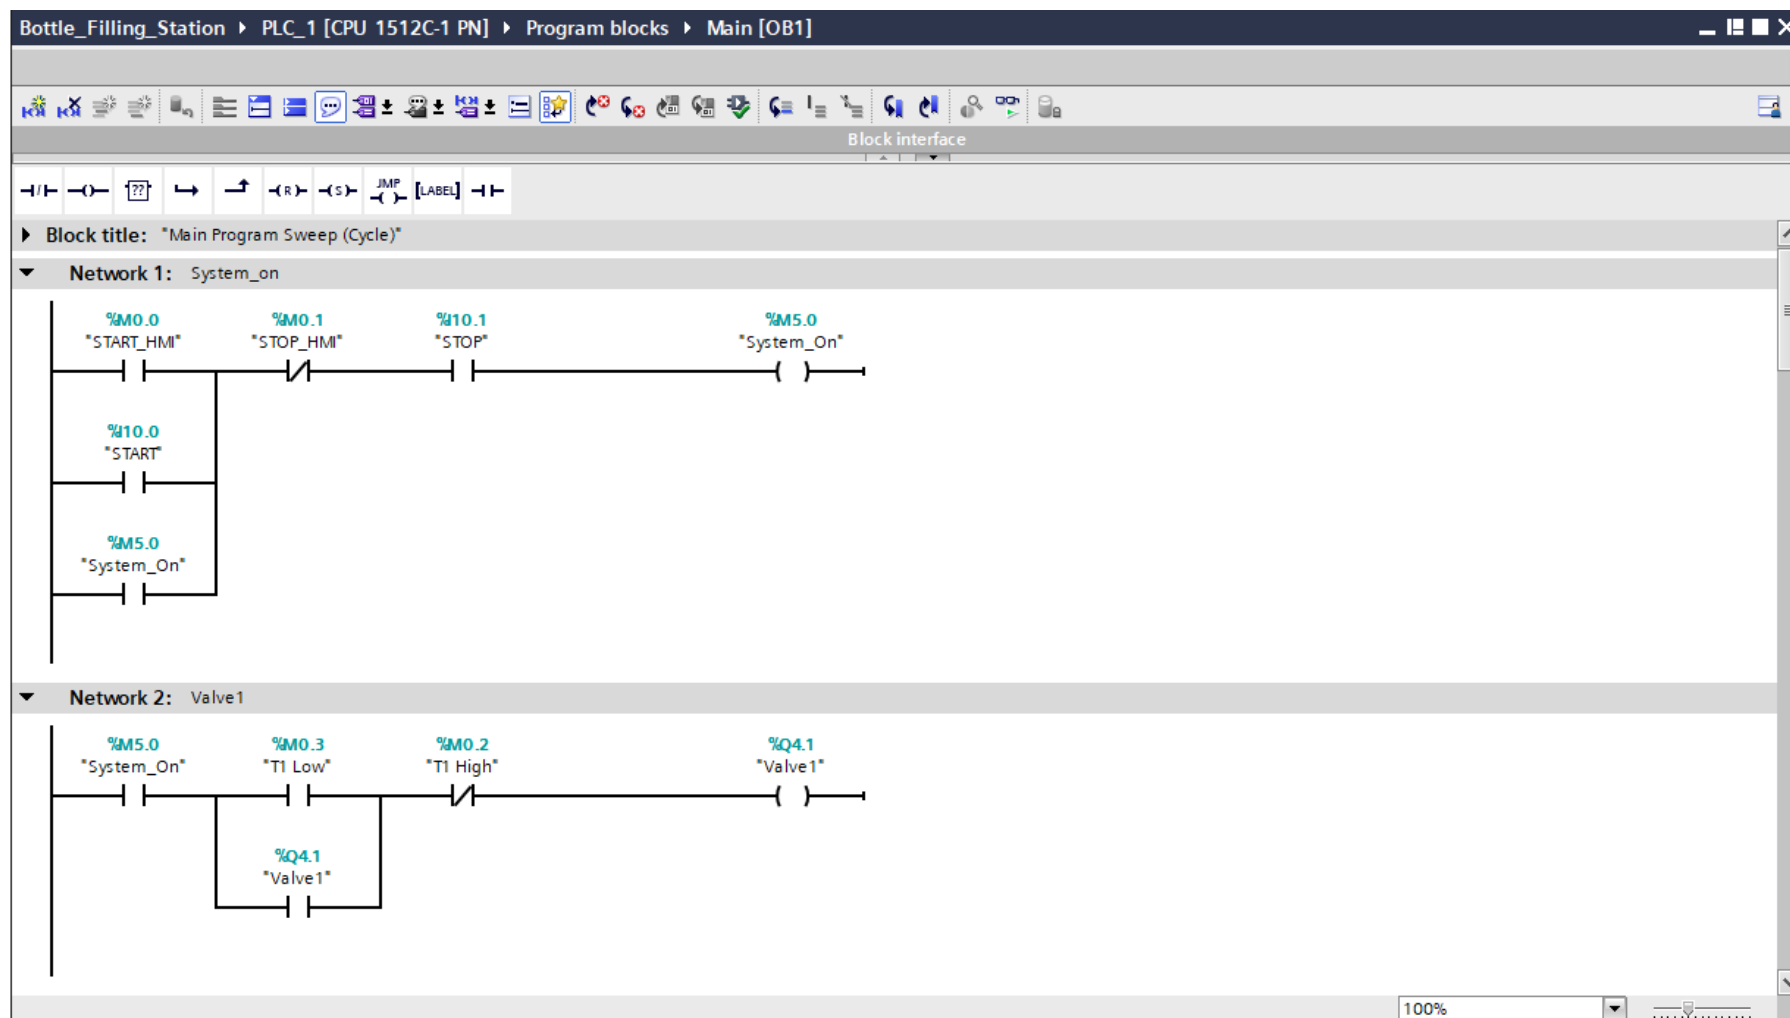 Bottle_Filling_Station ▸ PLC_1 [CPU 1512C-1 PN] ▸ Program blocks ▸ Main [OB1]
Block interface
?? (R) (S) JMP [LABEL]
Block title: "Main Program Sweep (Cycle)"
Network 1: System_on
%M0.0 %M0.1 %I10.1 %M5.0
"START_HMI" "STOP_HMI" "STOP" "System_On"
%I10.0
"START"
%M5.0
"System_On"
Network 2: Valve1
%M5.0 %M0.3 %M0.2 %Q4.1
"System_On" "T1 Low" "T1 High" "Valve1"
%Q4.1
"Valve1"
100%